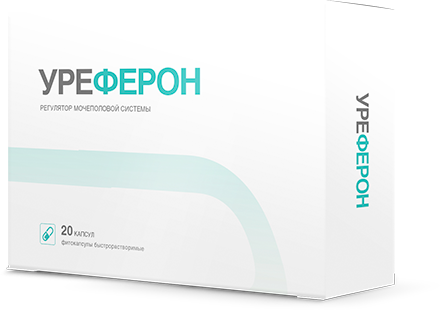 УРЕФЕРОН
РЕГУЛЯТОР МОЧЕПОЛОВОЙ СИСТЕМЫ
20 КАПСУЛ
фитокапсулы быстрорастворимые
УРЕФЕРОН